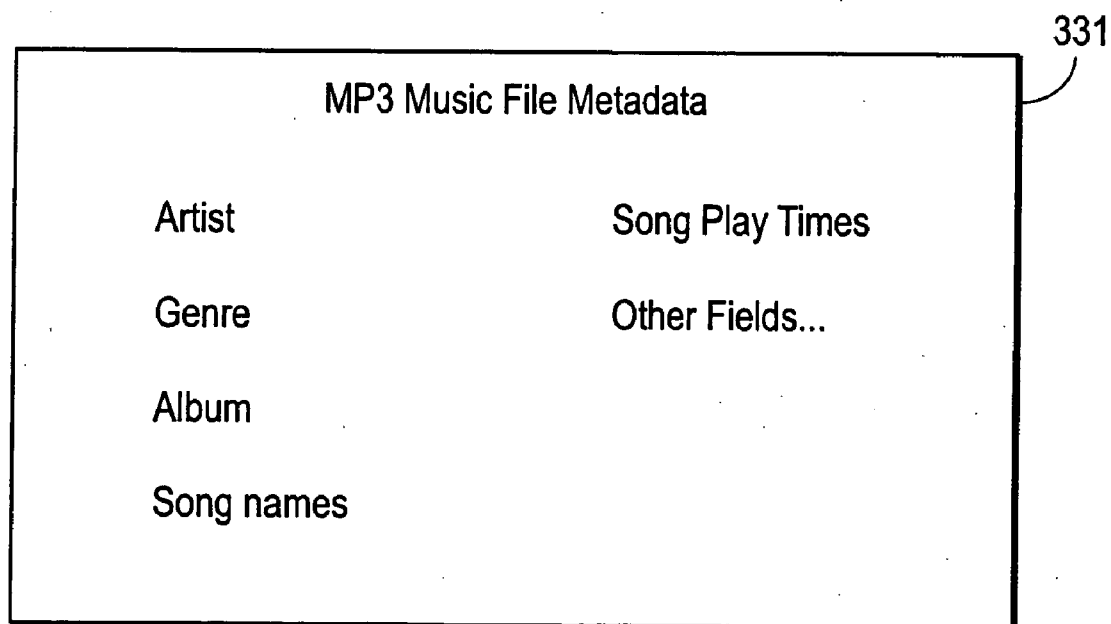 331
MP3 Music File Metadata
Artist
Genre
Album
Song names
Song Play Times
Other Fields...